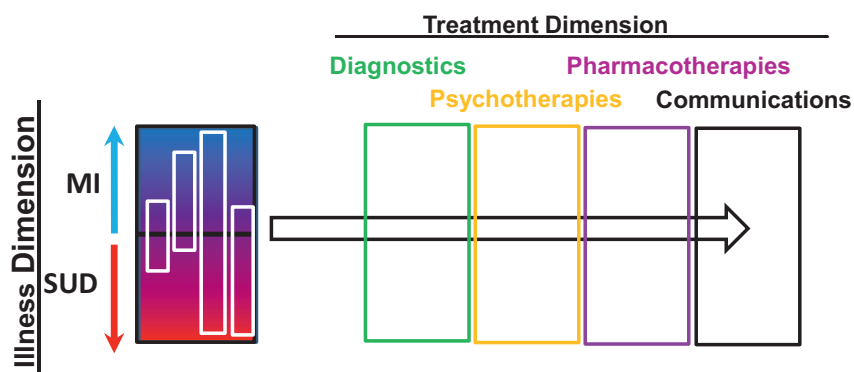 Treatment Dimension
Diagnostics
Pharmacotherapies
Psychotherapies
Communications
Illness Dimension
MI
SUD